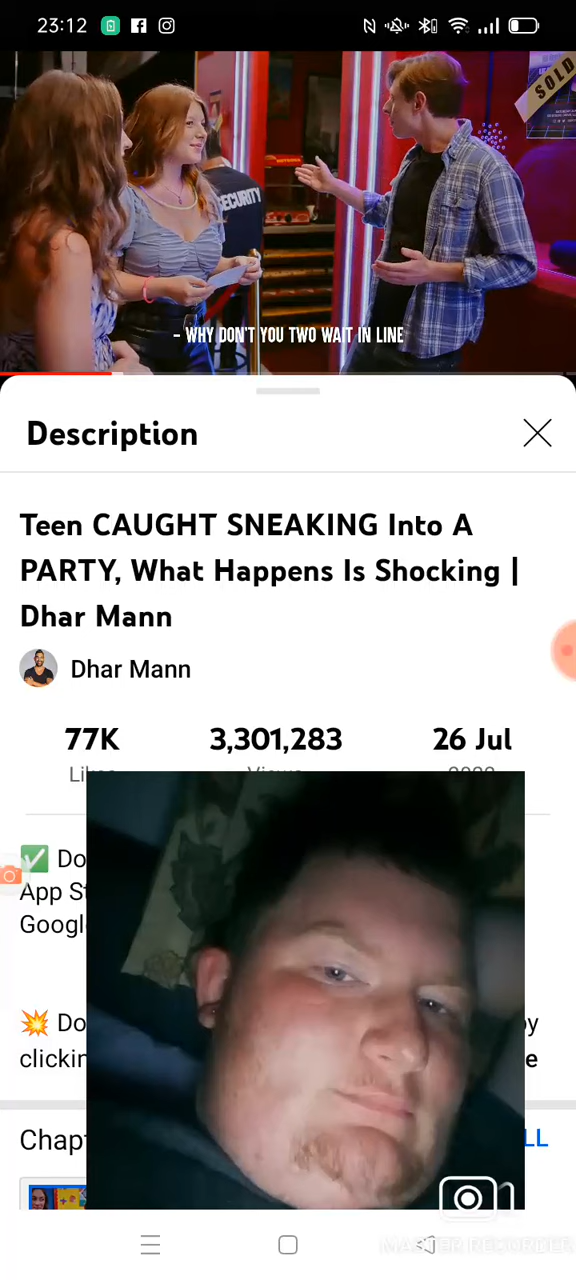 23:12
SOLD
SECURITY
- WHY DON'T YOU TWO WAIT IN LINE
Description
Teen CAUGHT SNEAKING Into A
PARTY, What Happens Is Shocking |
Dhar Mann
Dhar Mann
77K 3,301,283 26 Jul
Likes Views
✅ Do
App St
Googl
💥 Do y
clickin e
Chapt LL
MASTER RECORDER